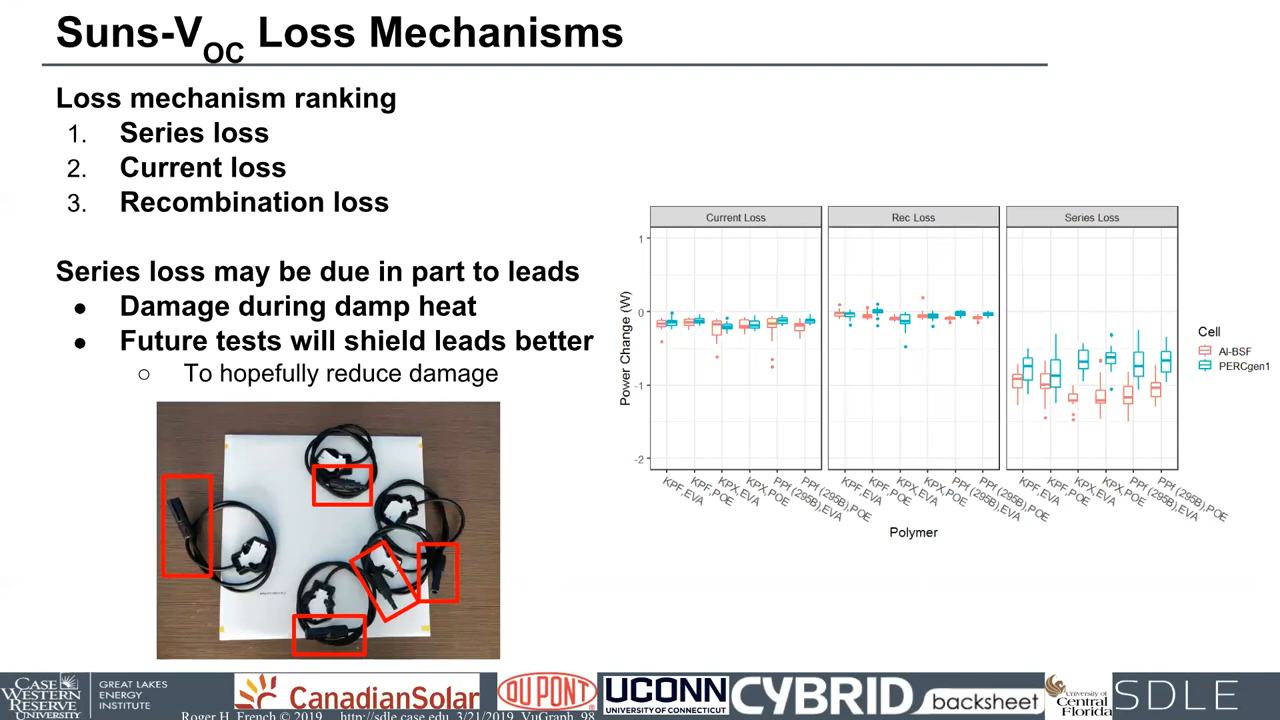 Suns-VOC Loss Mechanisms
Loss mechanism ranking
1. Series loss
2. Current loss
3. Recombination loss
Series loss may be due in part to leads
● Damage during damp heat
● Future tests will shield leads better
○ To hopefully reduce damage
Current Loss
Rec Loss
Series Loss
Power Change (W)
1
0
-1
-2
KPF,EVA
KPF,POE
KPX,EVA
KPX,POE
PPf (295B),EVA
PPf (295B),POE
KPF,EVA
KPF,POE
KPX,EVA
KPX,POE
PPf (295B),EVA
PPf (295B),POE
KPF,EVA
KPF,POE
KPX,EVA
KPX,POE
PPf (295B),EVA
PPf (295B),POE
Polymer
Cell
Al-BSF
PERCgen1
CASE WESTERN RESERVE UNIVERSITY
GREAT LAKES
ENERGY
INSTITUTE
CanadianSolar
DU PONT
UCONN
UNIVERSITY OF CONNECTICUT
CYBRID backsheet
University of
Central
Florida
SDLE
Roger H. French © 2019 http://sdle.case.edu 3/21/2019, VuGraph 98